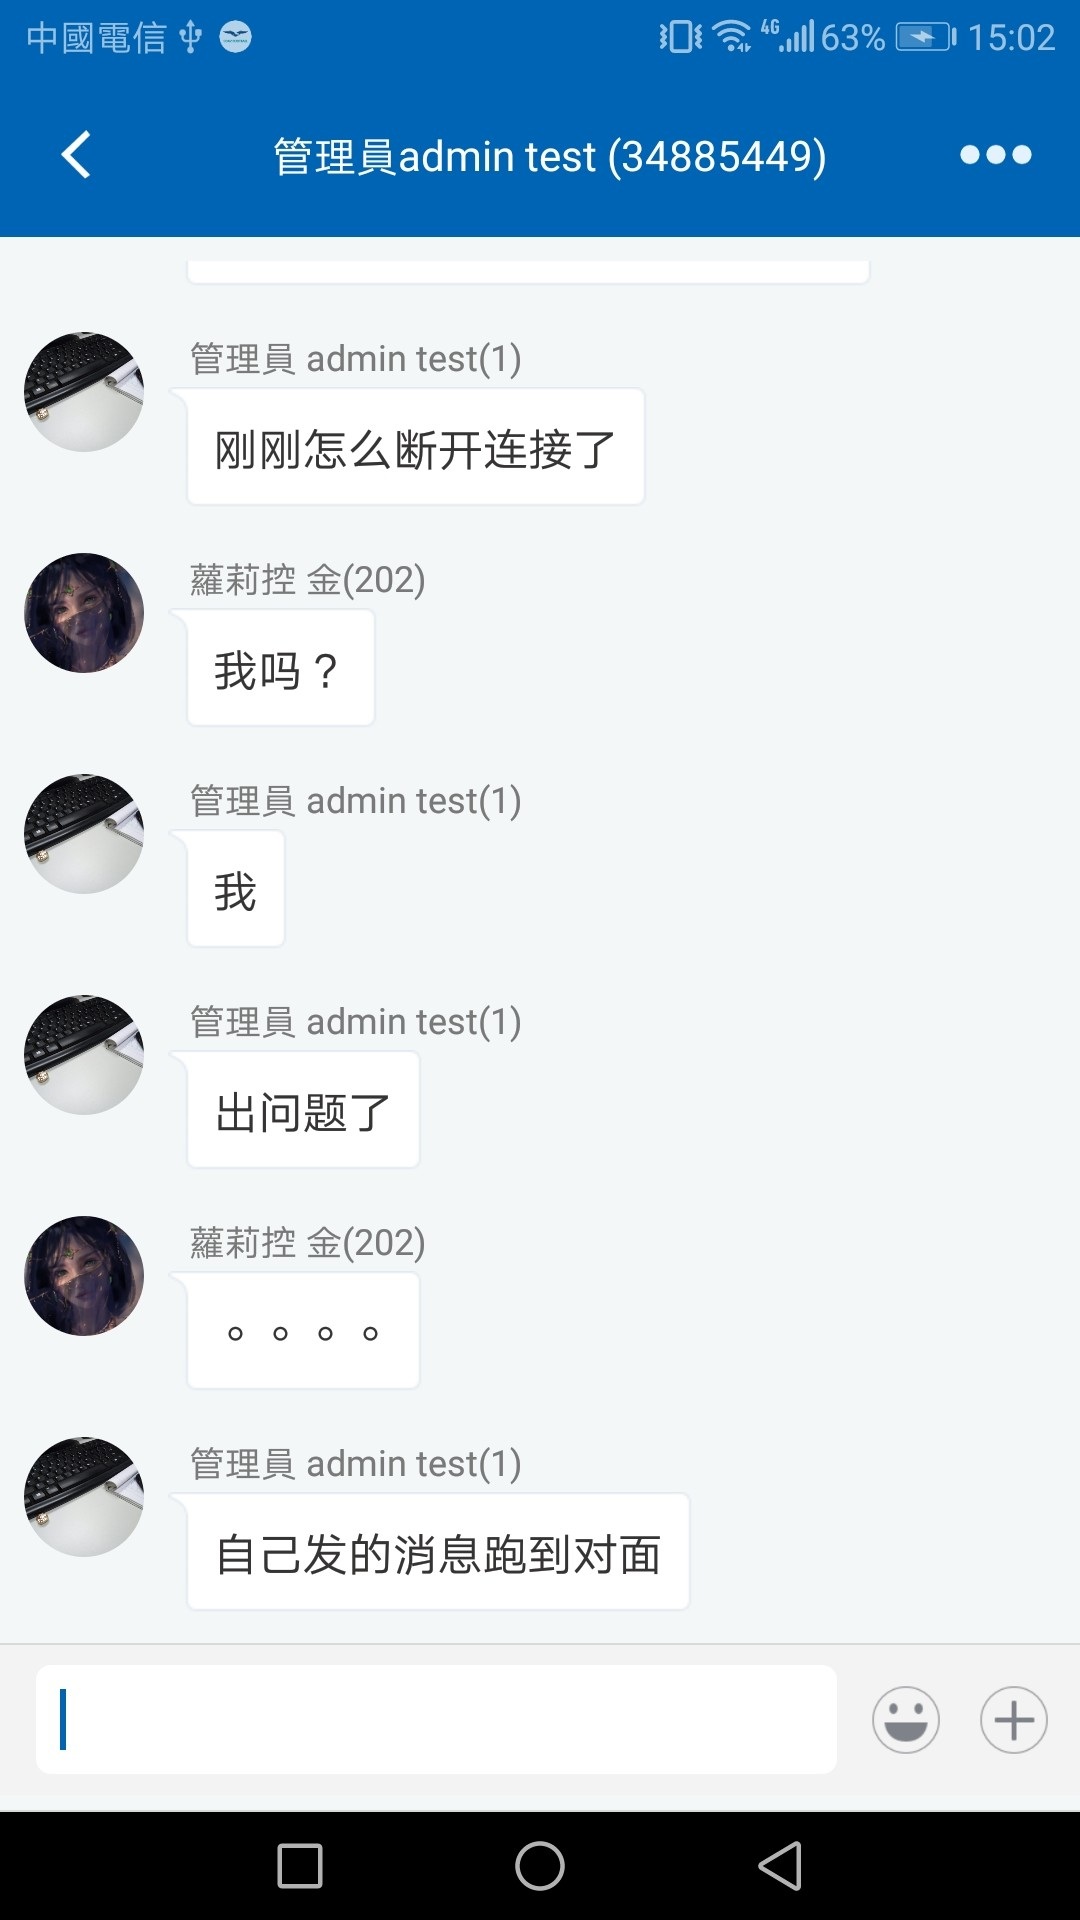 中國電信 4G 63% 15:02
管理員admin test (34885449)
管理員 admin test(1)
刚刚怎么断开连接了
蘿莉控 金(202)
我吗？
管理員 admin test(1)
我
管理員 admin test(1)
出问题了
蘿莉控 金(202)
。。。。
管理員 admin test(1)
自己发的消息跑到对面